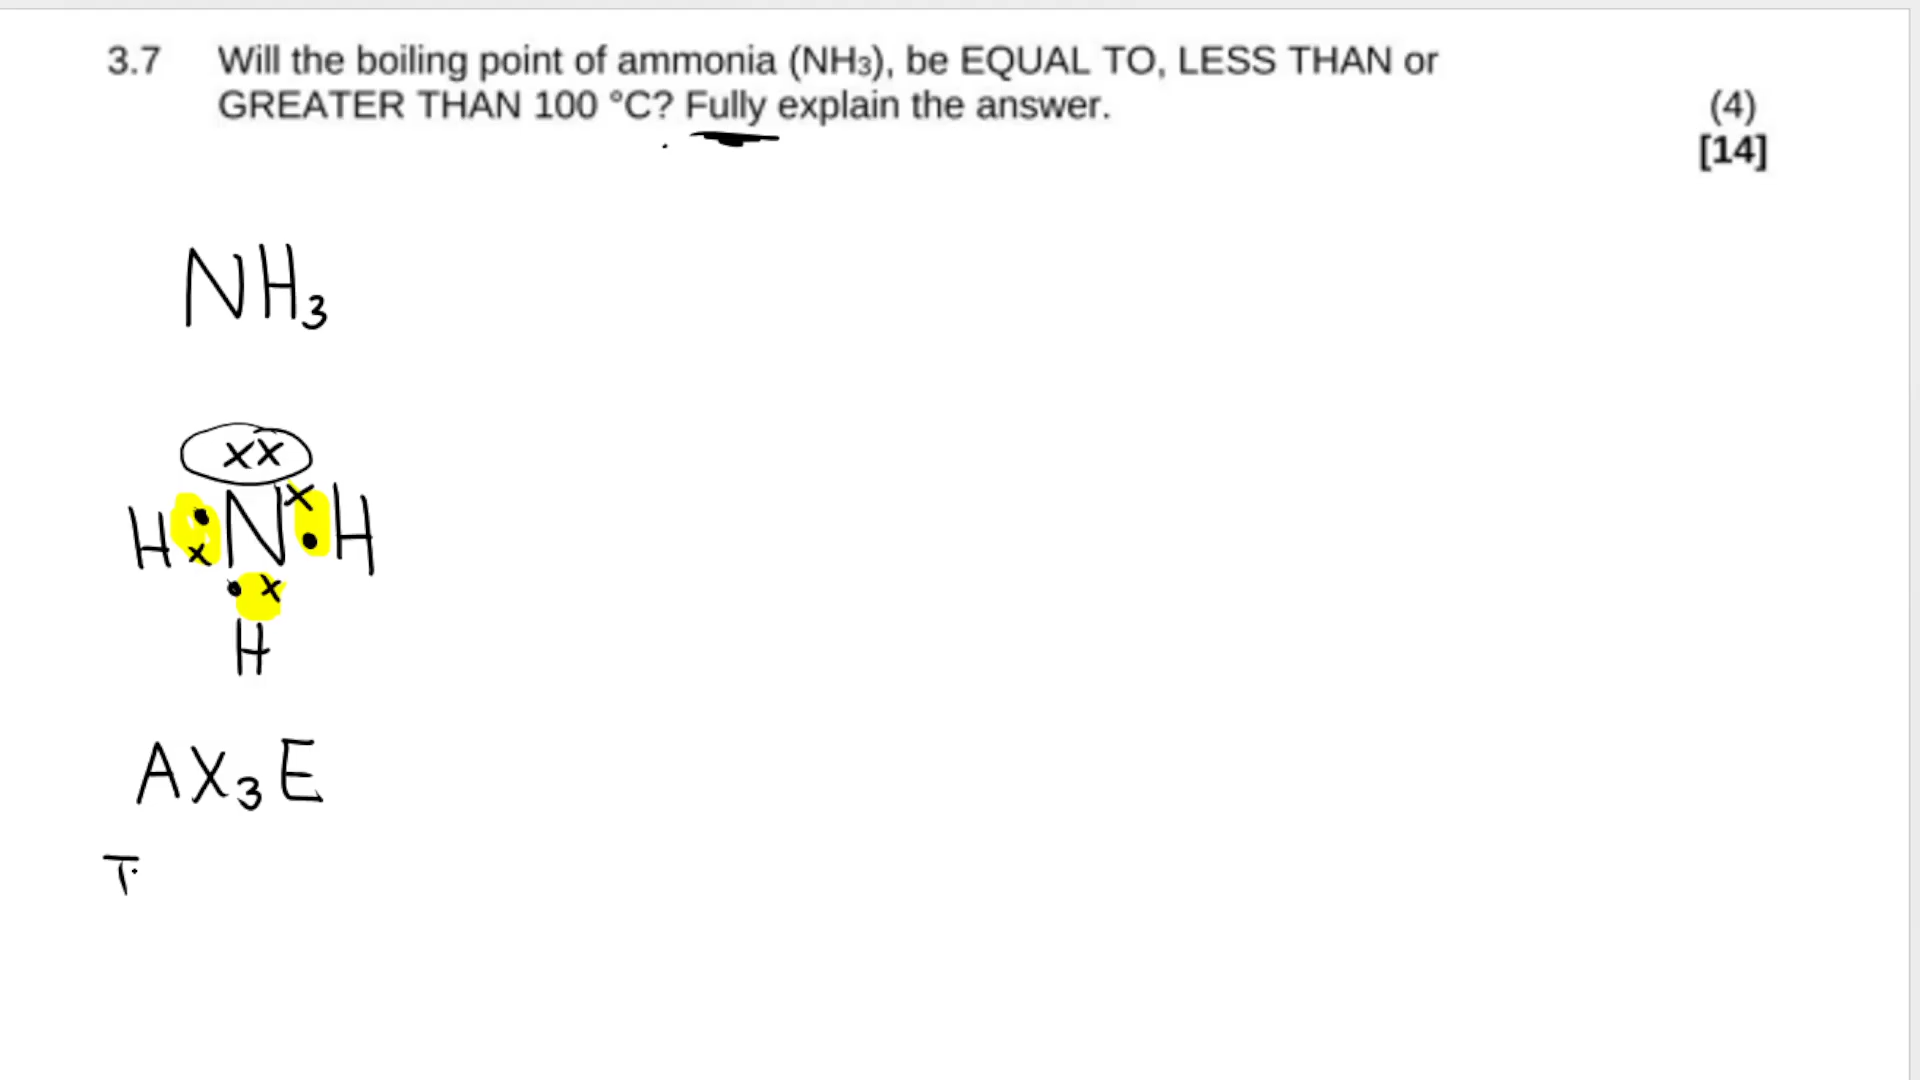 3.7 Will the boiling point of ammonia (NH₃), be EQUAL TO, LESS THAN or
GREATER THAN 100 °C? Fully explain the answer. (4)
[14]
NH₃
xx
H • x N x • H
• x
H
AX₃E
T